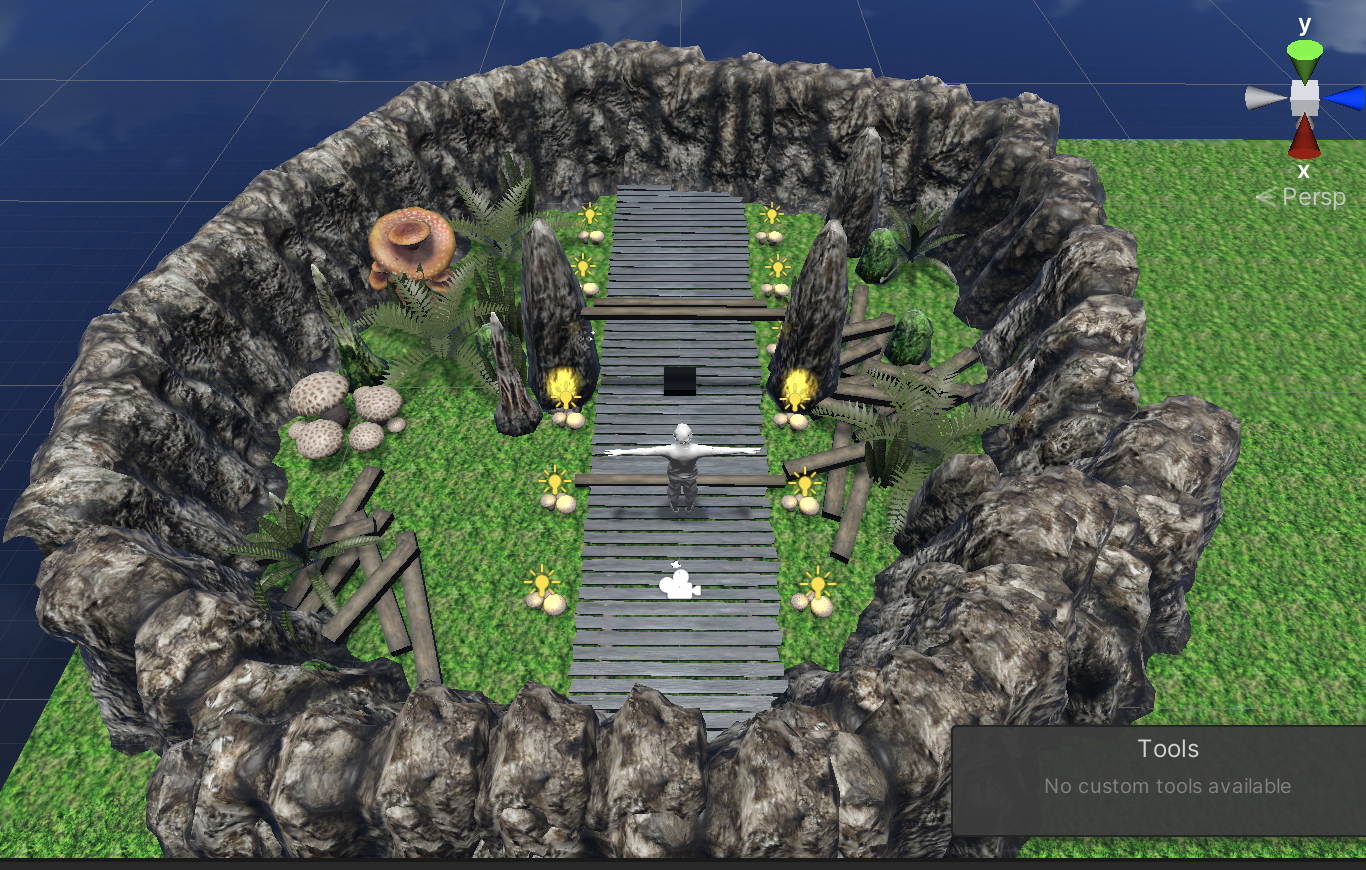 y
x
< Persp
Tools
No custom tools available